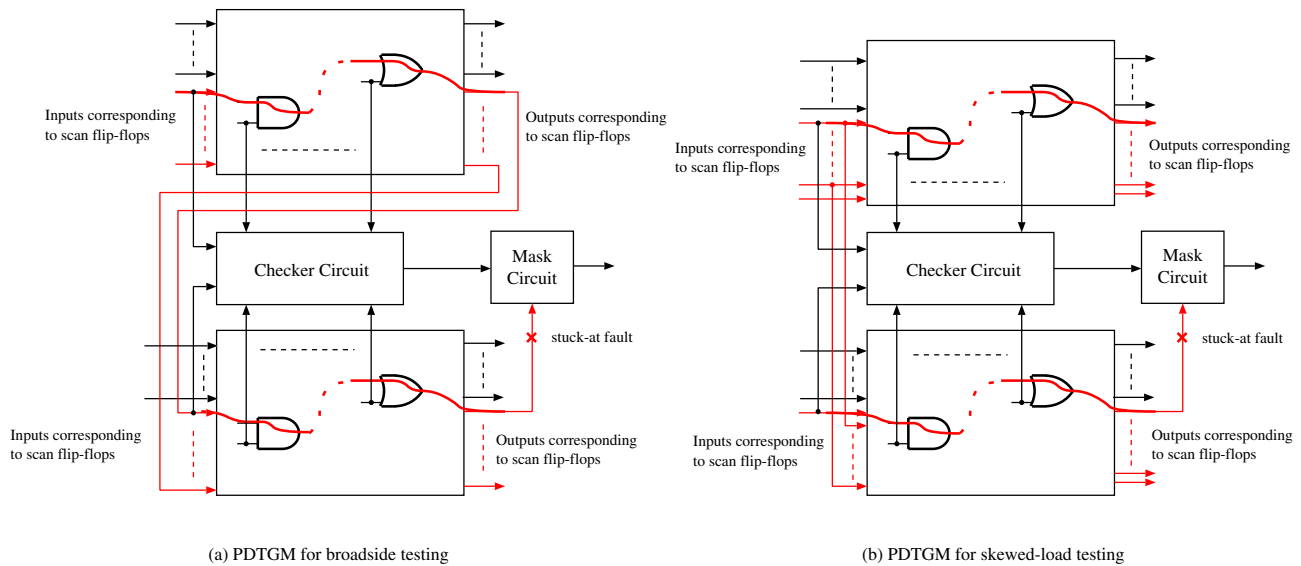 Inputs corresponding
to scan flip-flops
Outputs corresponding
to scan flip-flops
Checker Circuit
Mask
Circuit
stuck-at fault
Inputs corresponding
to scan flip-flops
Outputs corresponding
to scan flip-flops
(a) PDTGM for broadside testing
Inputs corresponding
to scan flip-flops
Outputs corresponding
to scan flip-flops
Checker Circuit
Mask
Circuit
stuck-at fault
Inputs corresponding
to scan flip-flops
Outputs corresponding
to scan flip-flops
(b) PDTGM for skewed-load testing